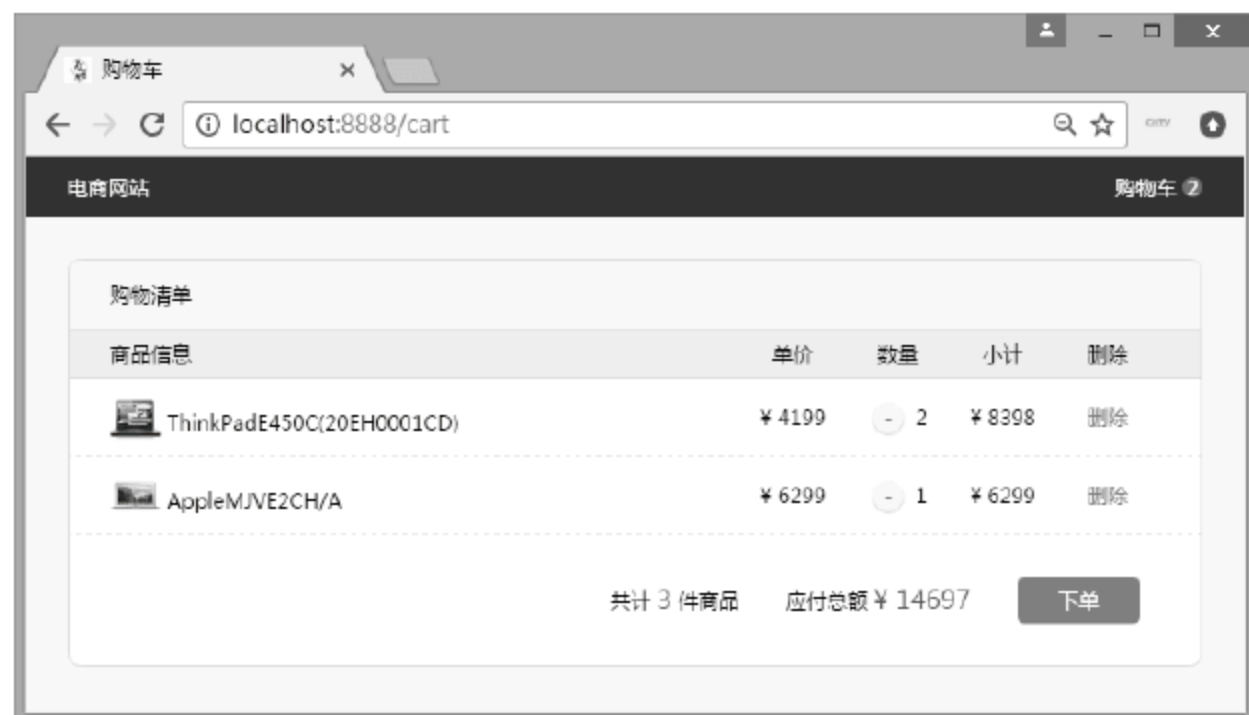 购物车
localhost:8888/cart
电商网站 购物车 2
购物清单
商品信息 单价 数量 小计 删除
ThinkPadE450C(20EH0001CD) ¥ 4199 - 2 ¥ 8398 删除
AppleMJVE2CH/A ¥ 6299 - 1 ¥ 6299 删除
共计 3 件商品 应付总额 ¥ 14697 下单